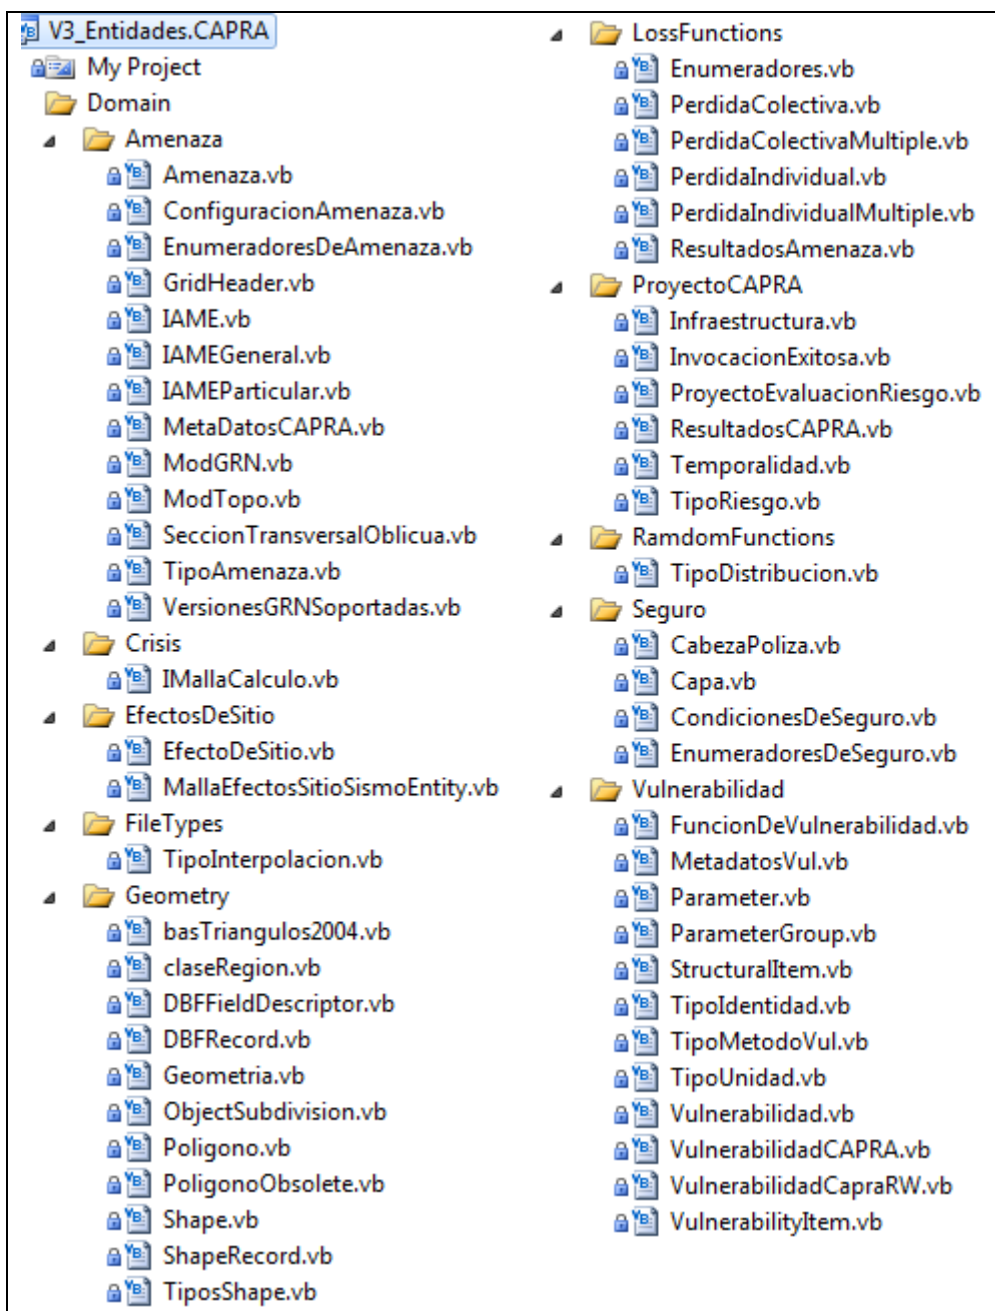 V3_Entidades.CAPRA
My Project
Domain
Amenaza
Amenaza.vb
ConfiguracionAmenaza.vb
EnumeradoresDeAmenaza.vb
GridHeader.vb
IAME.vb
IAMEGeneral.vb
IAMEParticular.vb
MetaDatosCAPRA.vb
ModGRN.vb
ModTopo.vb
SeccionTransversalOblicua.vb
TipoAmenaza.vb
VersionesGRNSoportadas.vb
Crisis
IMallaCalculo.vb
EfectosDeSitio
EfectoDeSitio.vb
MallaEfectosSitioSismoEntity.vb
FileTypes
TipoInterpolacion.vb
Geometry
basTriangulos2004.vb
claseRegion.vb
DBFFieldDescriptor.vb
DBFRecord.vb
Geometria.vb
ObjectSubdivision.vb
Poligono.vb
PoligonoObsolete.vb
Shape.vb
ShapeRecord.vb
TiposShape.vb
LossFunctions
Enumeradores.vb
PerdidaColectiva.vb
PerdidaColectivaMultiple.vb
PerdidaIndividual.vb
PerdidaIndividualMultiple.vb
ResultadosAmenaza.vb
ProyectoCAPRA
Infraestructura.vb
InvocacionExitosa.vb
ProyectoEvaluacionRiesgo.vb
ResultadosCAPRA.vb
Temporalidad.vb
TipoRiesgo.vb
RamdomFunctions
TipoDistribucion.vb
Seguro
CabezaPoliza.vb
Capa.vb
CondicionesDeSeguro.vb
EnumeradoresDeSeguro.vb
Vulnerabilidad
FuncionDeVulnerabilidad.vb
MetadatosVul.vb
Parameter.vb
ParameterGroup.vb
StructuralItem.vb
TipoIdentidad.vb
TipoMetodoVul.vb
TipoUnidad.vb
Vulnerabilidad.vb
VulnerabilidadCAPRA.vb
VulnerabilidadCapraRW.vb
VulnerabilityItem.vb